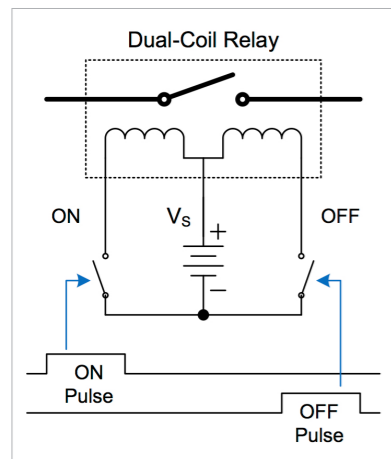 Dual-Coil Relay
ON
VS
OFF
+
−
ON
Pulse
OFF
Pulse